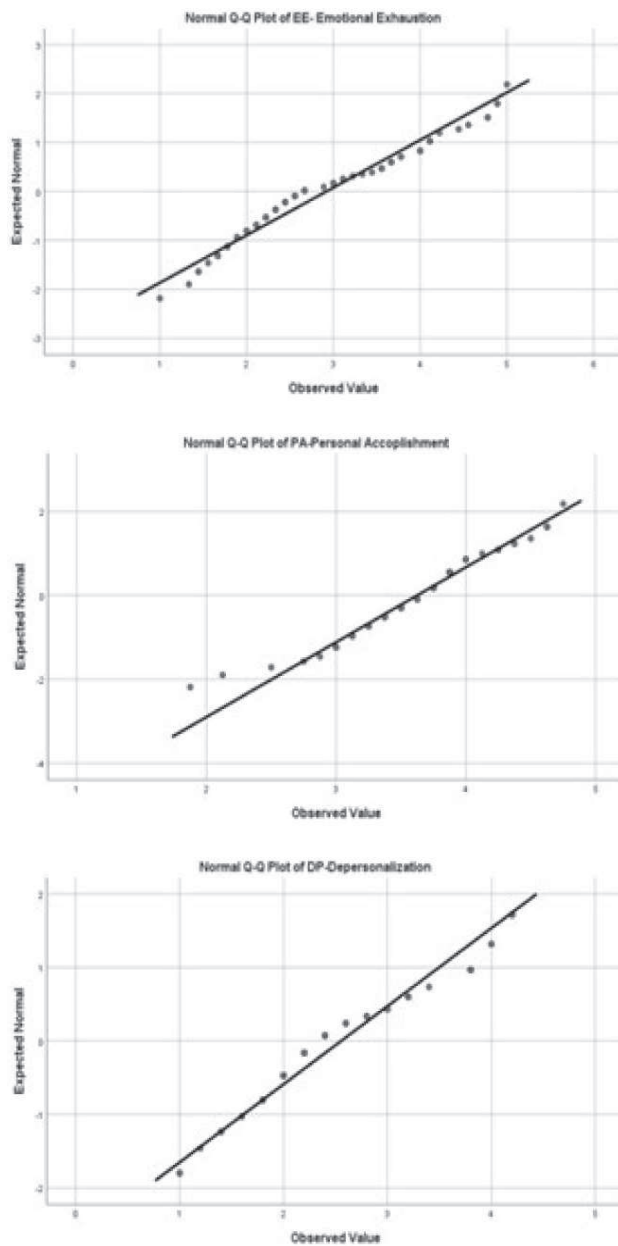 Normal Q-Q Plot of EE- Emotional Exhaustion
3
2
1
0
-1
-2
-3
Expected Normal
0 1 2 3 4 5 6
Observed Value
Normal Q-Q Plot of PA-Personal Accoplishment
2
0
-2
-4
Expected Normal
1 2 3 4 5
Observed Value
Normal Q-Q Plot of DP-Depersonalization
2
1
0
-1
-2
Expected Normal
0 1 2 3 4 5
Observed Value